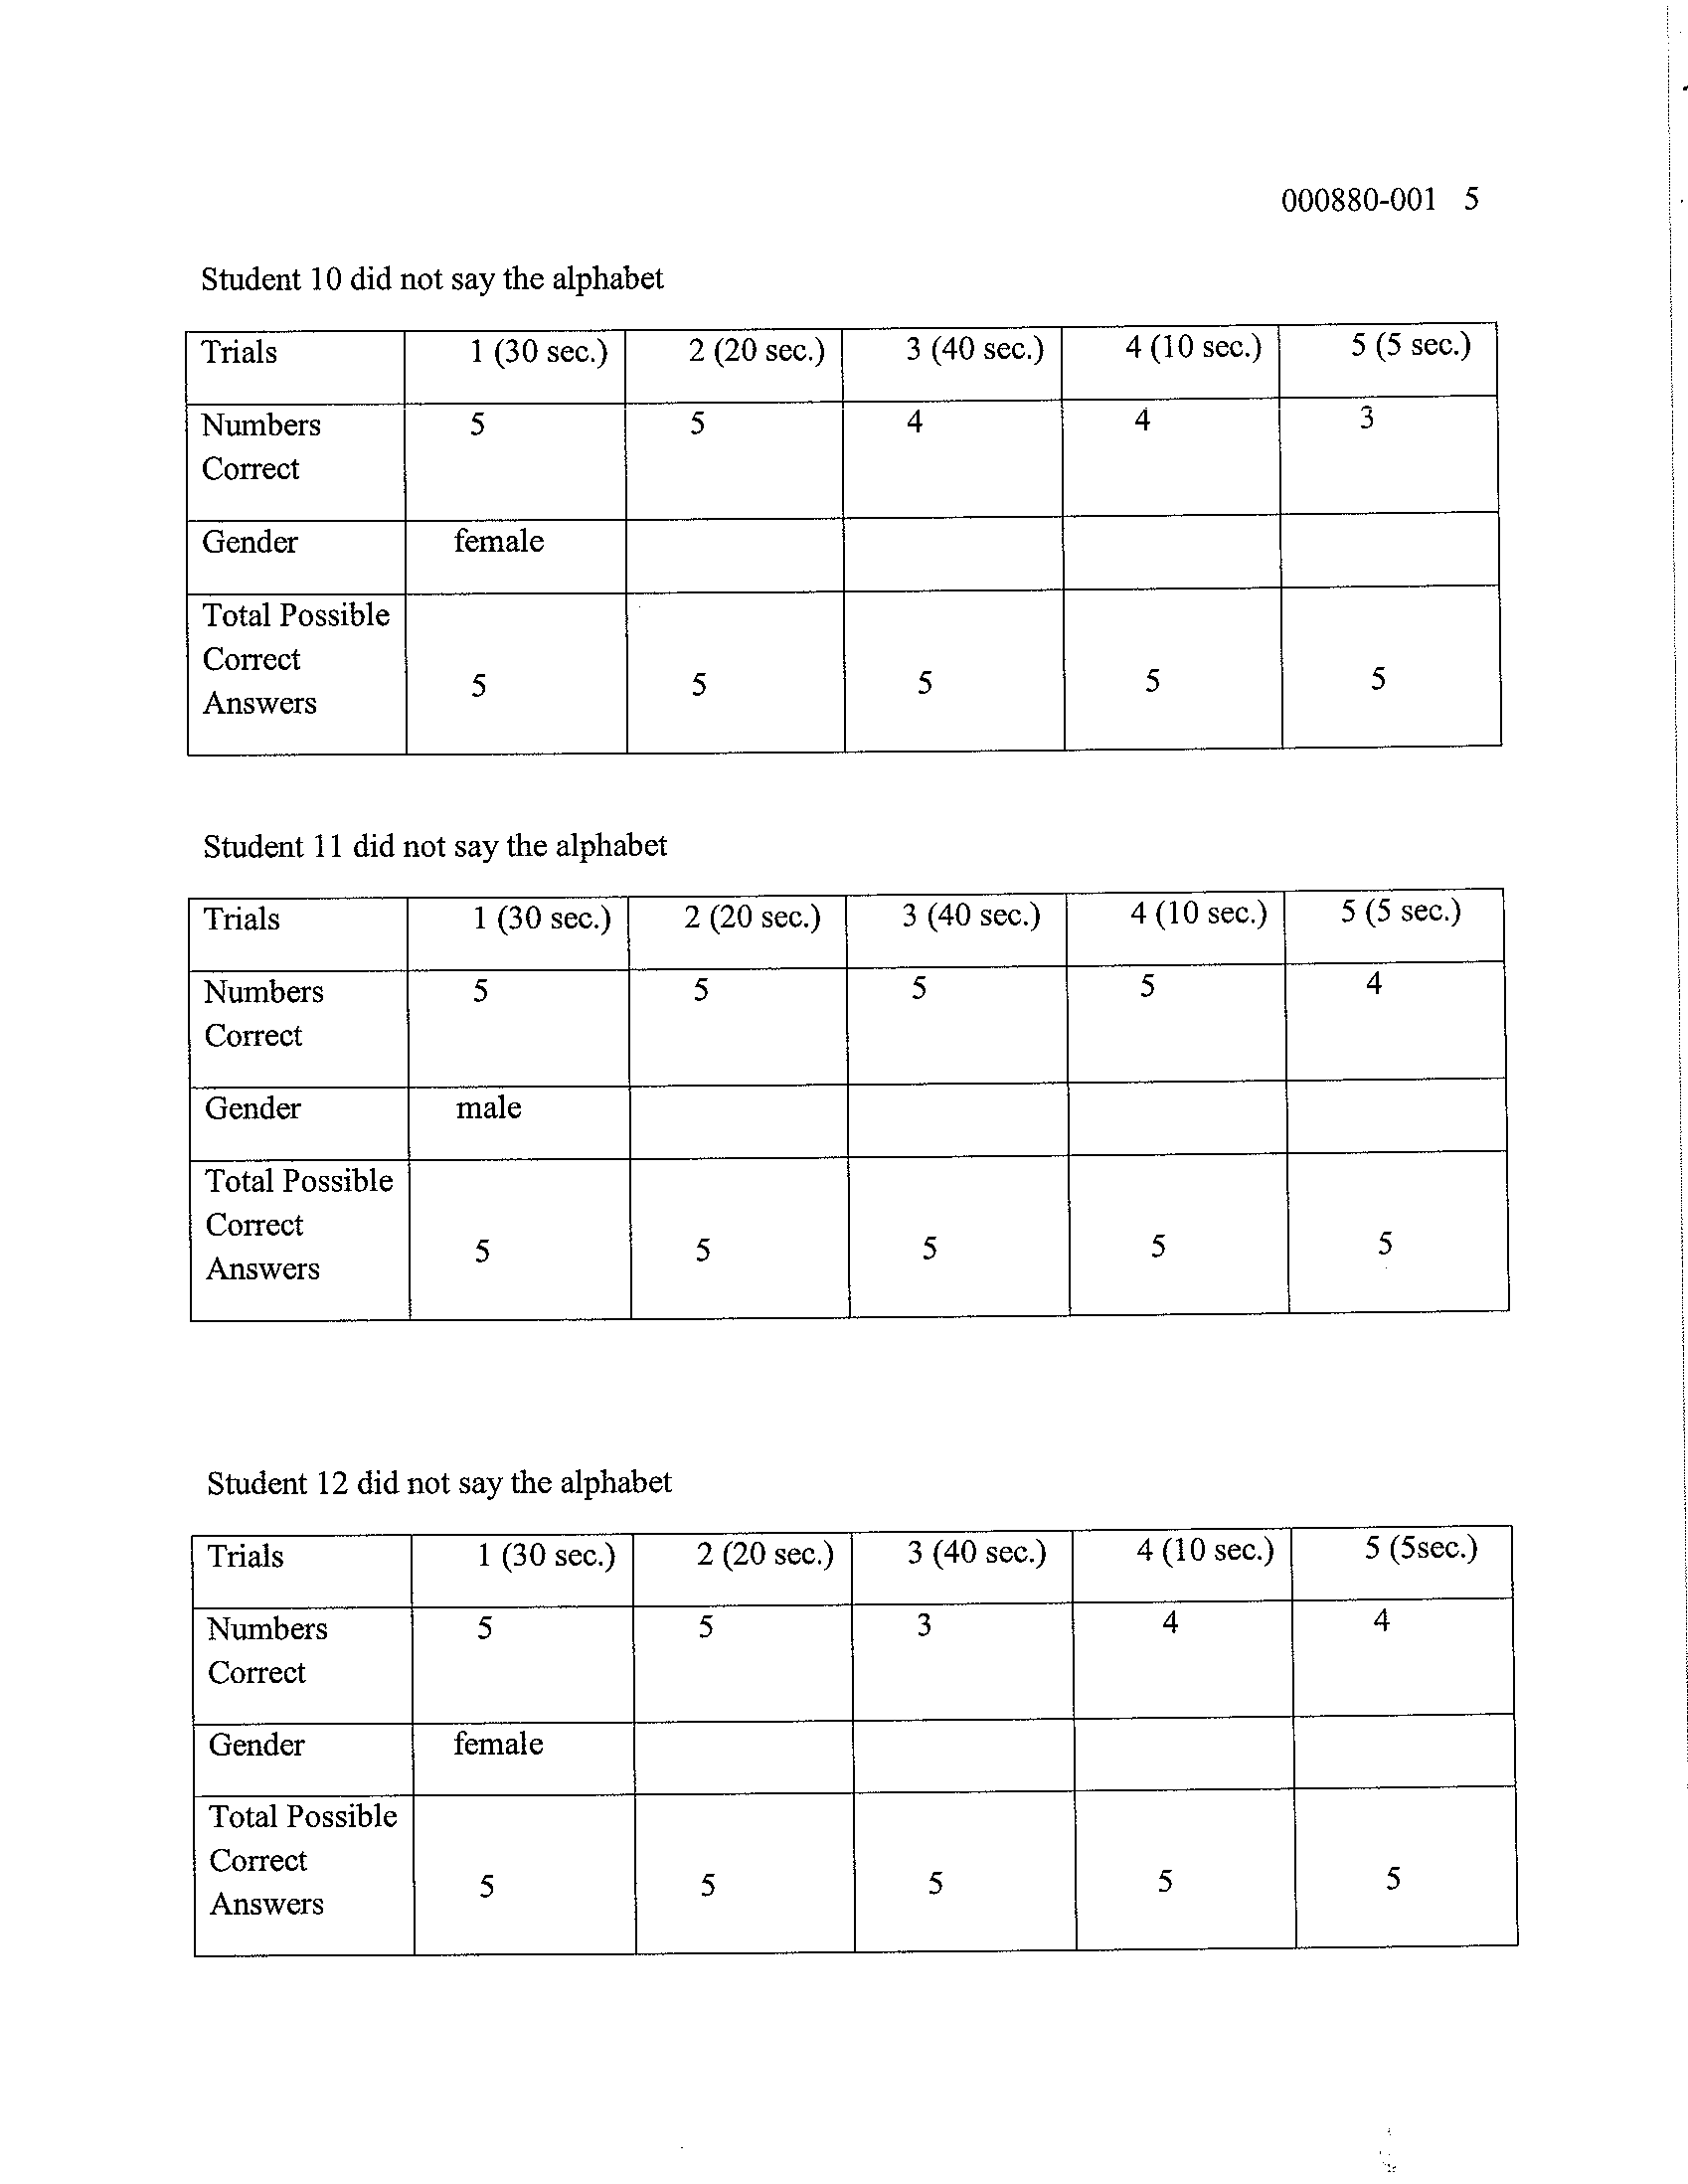 000880-001 5
Student 10 did not say the alphabet
Trials 1 (30 sec.) 2 (20 sec.) 3 (40 sec.) 4 (10 sec.) 5 (5 sec.)
Numbers Correct 5 5 4 4 3
Gender female
Total Possible Correct Answers 5 5 5 5 5
Student 11 did not say the alphabet
Trials 1 (30 sec.) 2 (20 sec.) 3 (40 sec.) 4 (10 sec.) 5 (5 sec.)
Numbers Correct 5 5 5 5 4
Gender male
Total Possible Correct Answers 5 5 5 5 5
Student 12 did not say the alphabet
Trials 1 (30 sec.) 2 (20 sec.) 3 (40 sec.) 4 (10 sec.) 5 (5sec.)
Numbers Correct 5 5 3 4 4
Gender female
Total Possible Correct Answers 5 5 5 5 5